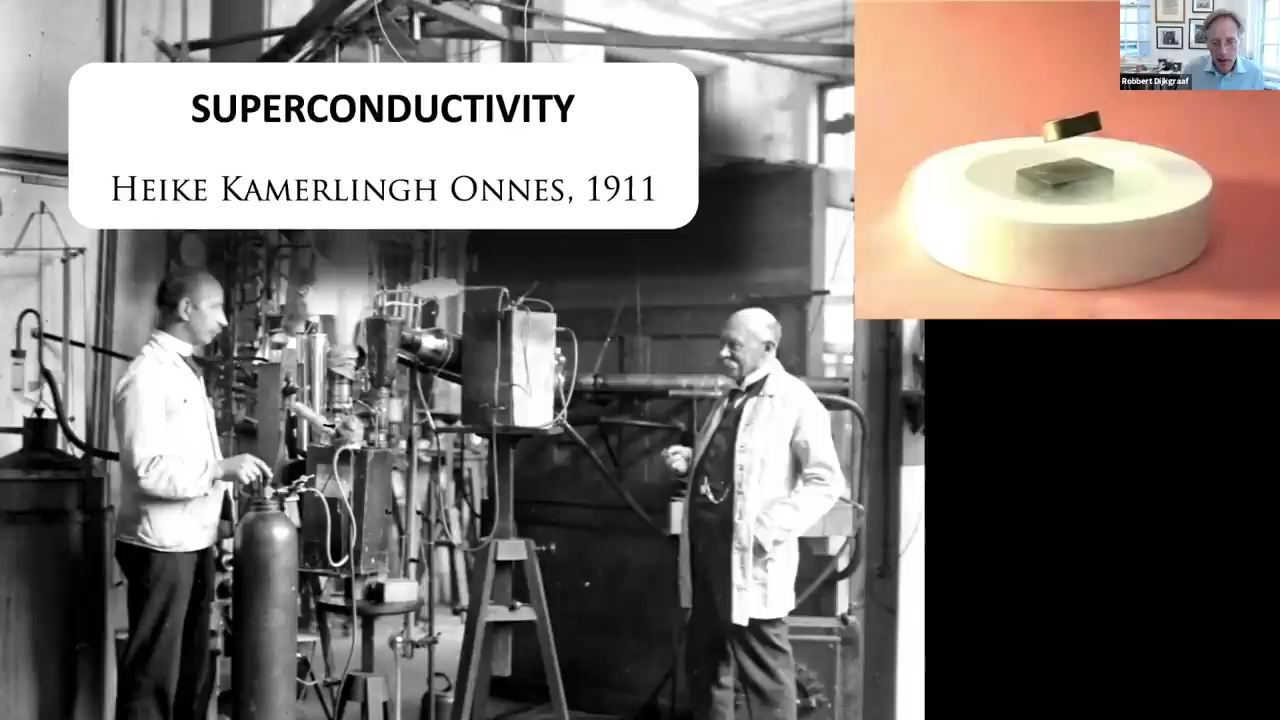 SUPERCONDUCTIVITY
HEIKE KAMERLINGH ONNES, 1911
Robbert Dijkgraaf